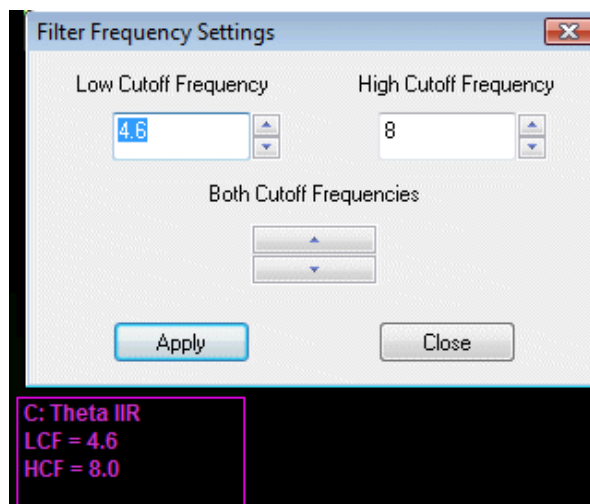 Filter Frequency Settings
Low Cutoff Frequency High Cutoff Frequency
4.6 8
Both Cutoff Frequencies
Apply Close
C: Theta IIR
LCF = 4.6
HCF = 8.0